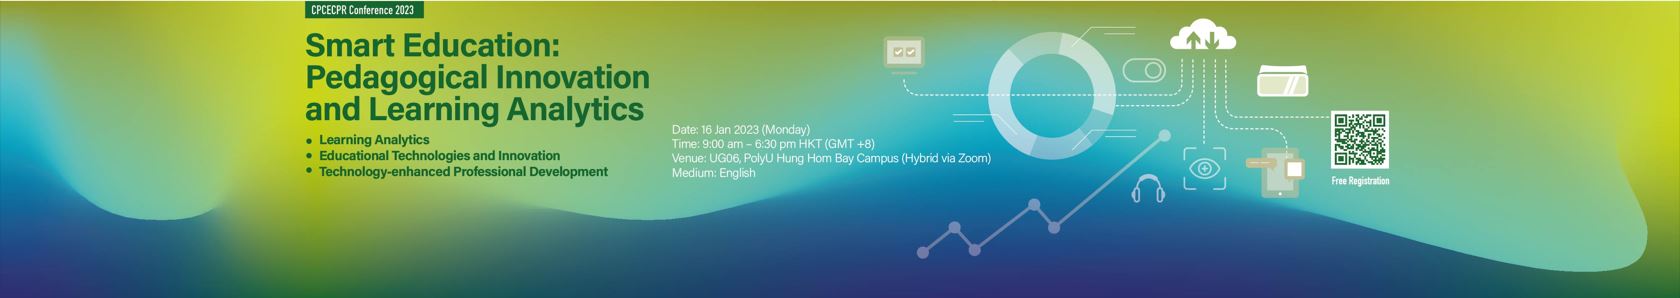 CPCECPR Conference 2023
Smart Education:
Pedagogical Innovation
and Learning Analytics
• Learning Analytics
• Educational Technologies and Innovation
• Technology-enhanced Professional Development
Date: 16 Jan 2023 (Monday)
Time: 9:00 am – 6:30 pm HKT (GMT +8)
Venue: UG06, PolyU Hung Hom Bay Campus (Hybrid via Zoom)
Medium: English
Free Registration